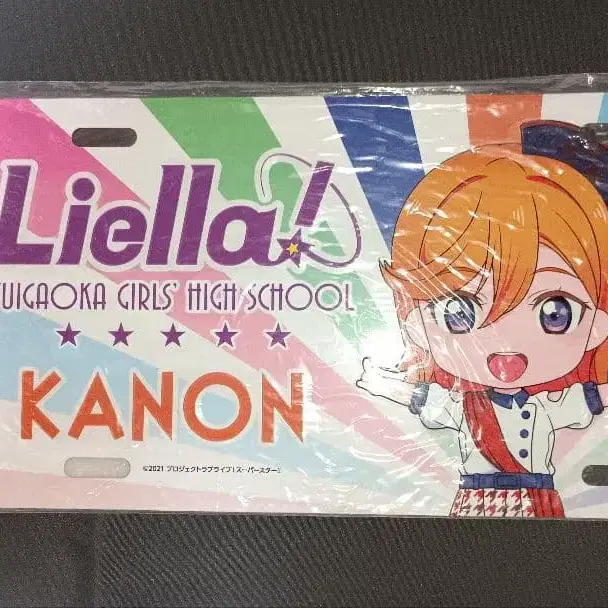 Liella!
UIGAOKA GIRLS' HIGH SCHOOL
KANON
©2021 プロジェクトラブライブ!スーパースター!!